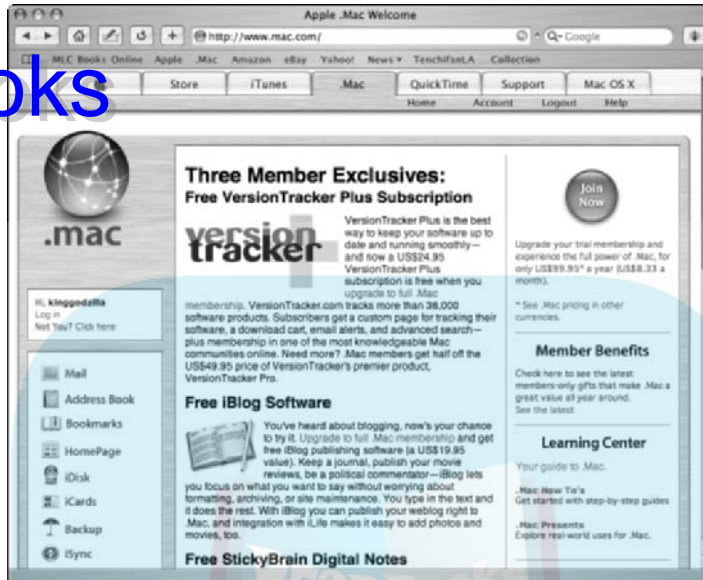 Apple .Mac Welcome
http://www.mac.com/
Google
MLC Books Online Apple .Mac Amazon eBay Yahoo! News Collection
oks
Store iTunes .Mac QuickTime Support Mac OS X
Home Account Logout Help
.mac
Hi, kinggodzilla
Log in
Not You? Click here
Mail
Address Book
Bookmarks
HomePage
iDisk
iCards
Backup
iSync
Three Member Exclusives:
Free VersionTracker Plus Subscription
version
tracker
VersionTracker Plus is the best
way to keep your software up to
date and running smoothly—
and now a US$24.95
VersionTracker Plus
subscription is free when you
upgrade to full .Mac
membership. VersionTracker.com tracks more than 36,000
software products. Subscribers get a custom page for tracking their
software, a download cart, email alerts, and advanced search—
plus membership in one of the most knowledgeable Mac
communities online. Need more? .Mac members get half off the
US$49.95 price of VersionTracker's premier product,
VersionTracker Pro.
Free iBlog Software
You've heard about blogging, now's your chance
to try it. Upgrade to full .Mac membership and get
free iBlog publishing software (a US$19.95
value). Keep a journal, publish your movie
reviews, be a political commentator—iBlog lets
you focus on what you want to say without worrying about
formatting, archiving, or site maintenance. You type in the text and
it does the rest. With iBlog you can publish your weblog right to
.Mac, and integration with iLife makes it easy to add photos and
movies, too.
Free StickyBrain Digital Notes
Join
Now
Upgrade your trial membership and
experience the full power of .Mac, for
only US$99.95* a year (US$8.33 a
month).
* See .Mac pricing in other
currencies.
Member Benefits
Check here to see the latest
members-only gifts that make .Mac a
great value all year around.
See the latest
Learning Center
Your guide to .Mac.
.Mac How To's
Get started with step-by-step guides
.Mac Presents
Explore real-world uses for .Mac.